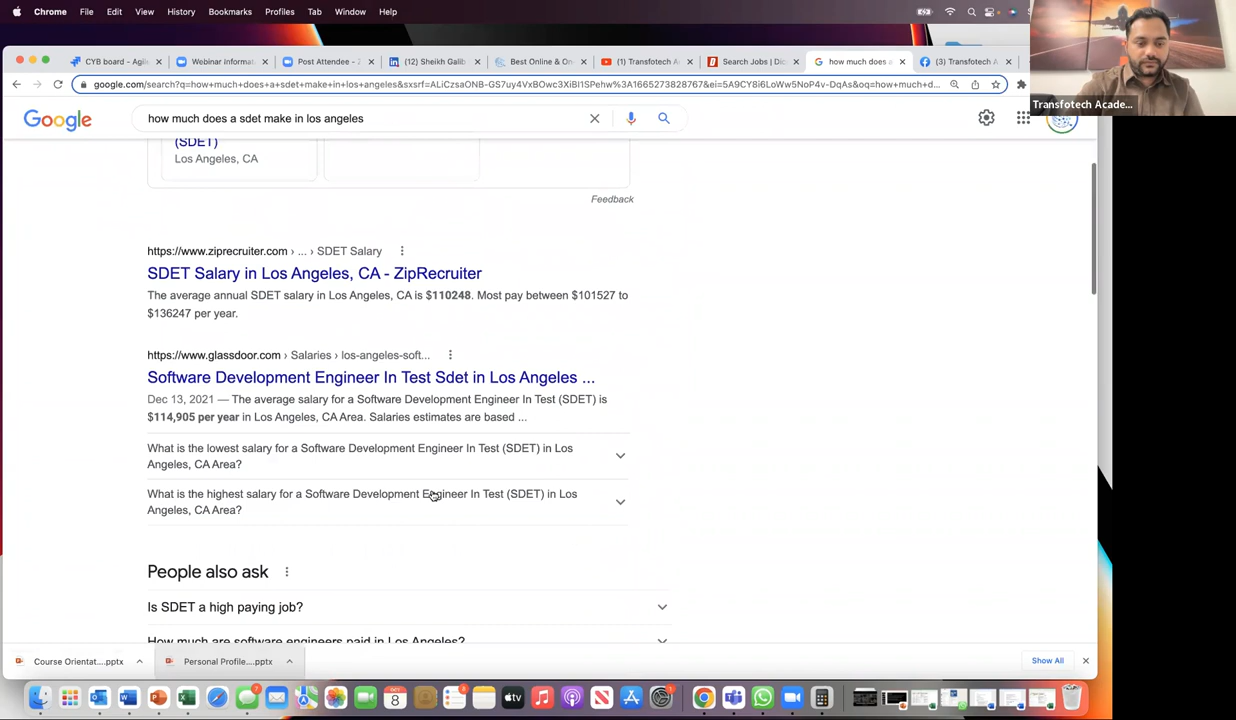 Chrome File Edit View History Bookmarks Profiles Tab Window Help
CYB board - Agil
Webinar informat
Post Attendee - Z
(12) Sheikh Galib
Best Online & On
(1) Transfotech A
Search Jobs | Dic
how much does a
(3) Transfotech A
google.com/search?q=how+much+does+a+sdet+make+in+los+angeles&sxsrf=ALiCzsaONB-GS7uy4VxBOwc3XiBI1SPehw%3A1665273828767&ei=5A9CY8i6LoWw5NoP4v-DqAs&oq=how+much+d...
Transfotech Acade...
Google
how much does a sdet make in los angeles
(SDET)
Los Angeles, CA
Feedback
https://www.ziprecruiter.com › ... › SDET Salary
SDET Salary in Los Angeles, CA - ZipRecruiter
The average annual SDET salary in Los Angeles, CA is $110248. Most pay between $101527 to
$136247 per year.
https://www.glassdoor.com › Salaries › los-angeles-soft...
Software Development Engineer In Test Sdet in Los Angeles ...
Dec 13, 2021 — The average salary for a Software Development Engineer In Test (SDET) is
$114,905 per year in Los Angeles, CA Area. Salaries estimates are based ...
What is the lowest salary for a Software Development Engineer In Test (SDET) in Los
Angeles, CA Area?
What is the highest salary for a Software Development Engineer In Test (SDET) in Los
Angeles, CA Area?
People also ask
Is SDET a high paying job?
How much are software engineers paid in Los Angeles?
Course Orientat....pptx
Personal Profile....pptx
Show All
OCT
8
tv